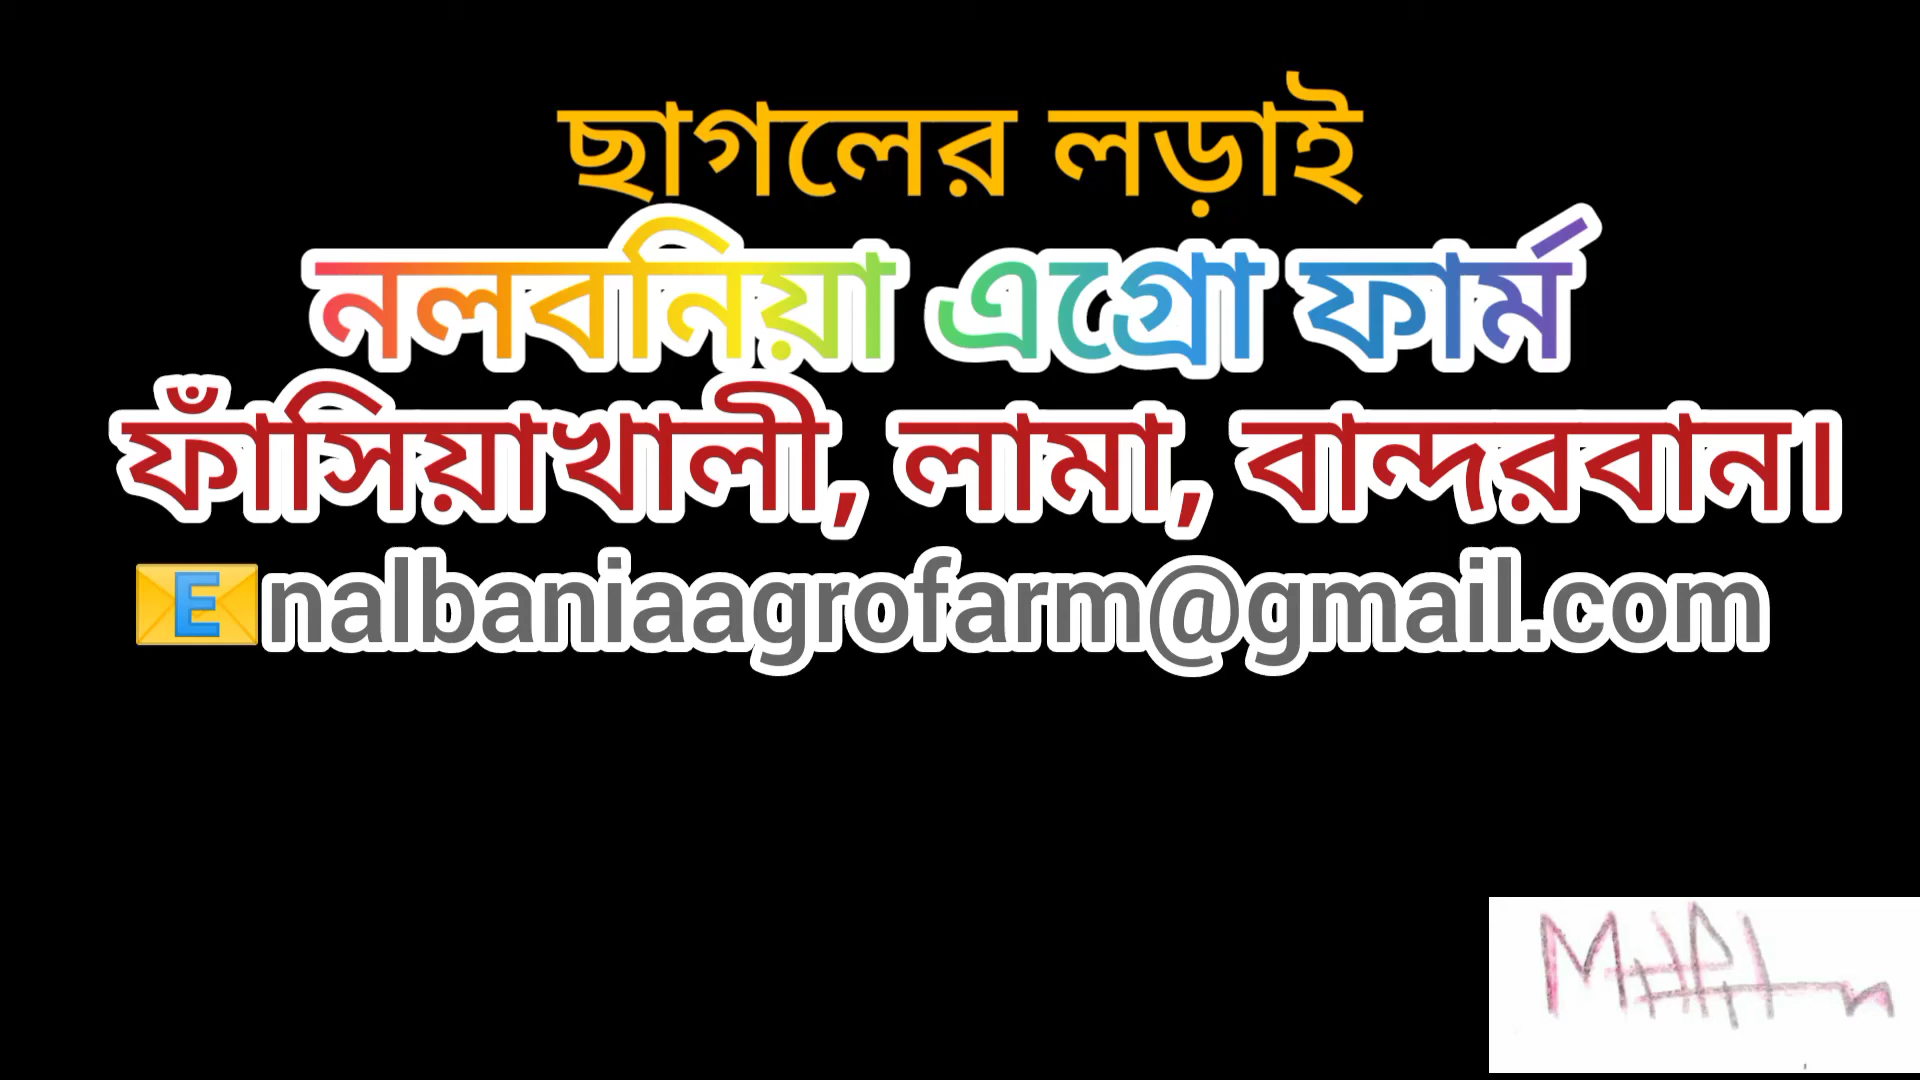 ছাগলের লড়াই
নলবনিয়া এগ্রো ফার্ম
ফাঁসিয়াখালী, লামা, বান্দরবান।
📧nalbaniaagrofarm@gmail.com